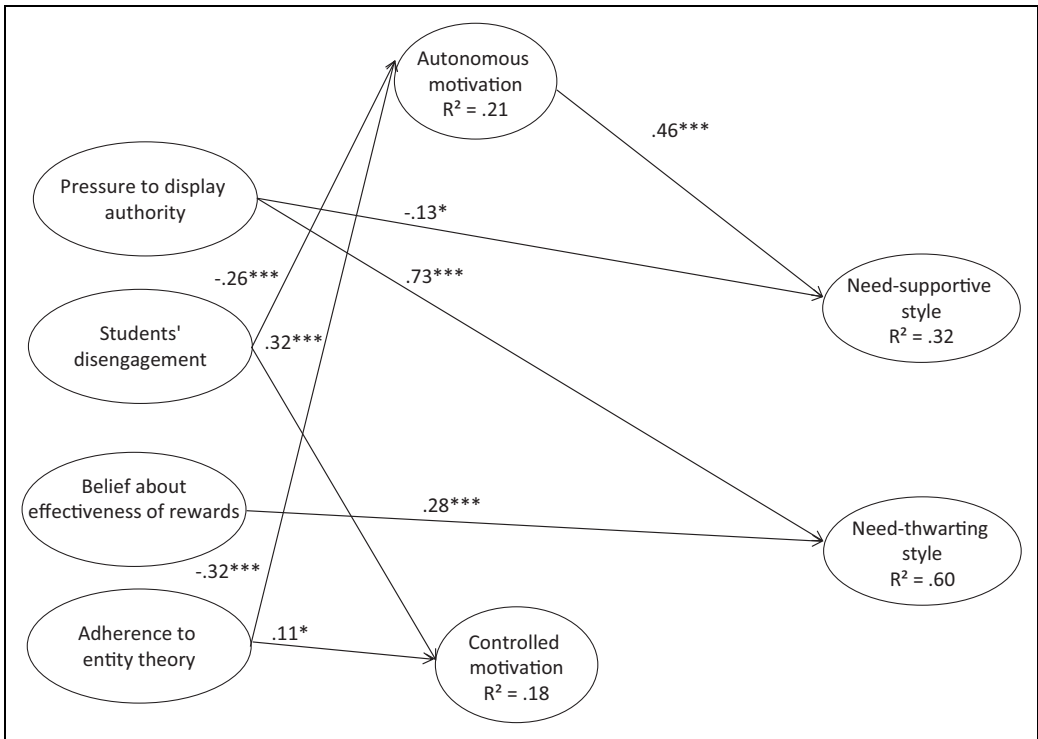 Autonomous
motivation
R² = .21
.46***
Pressure to display
authority
-.13*
-.26***
.73***
Need-supportive
style
R² = .32
Students'
disengagement
.32***
Belief about
effectiveness of rewards
.28***
Need-thwarting
style
R² = .60
-.32***
Adherence to
entity theory
.11*
Controlled
motivation
R² = .18